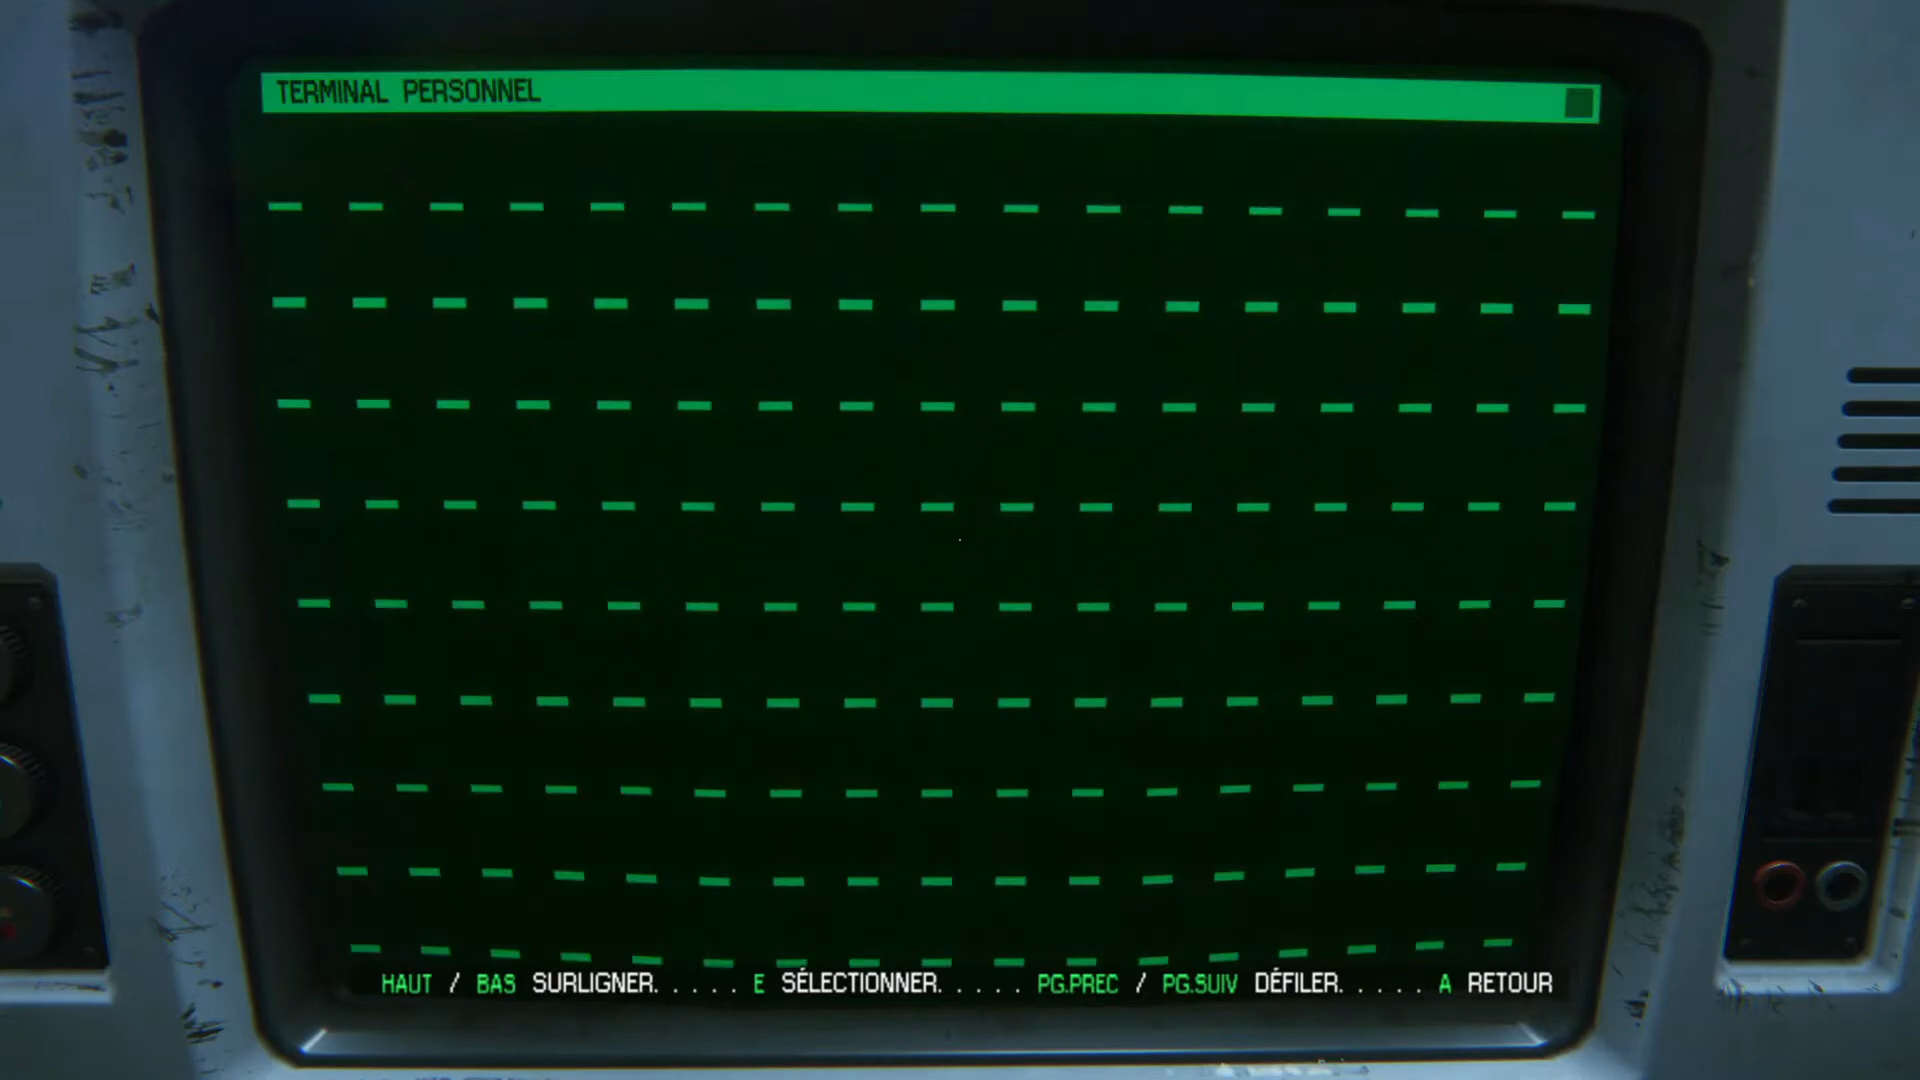 TERMINAL PERSONNEL
HAUT / BAS SURLIGNER. . . . . E SÉLECTIONNER. . . . . PG.PREC / PG.SUIV DÉFILER. . . . . A RETOUR